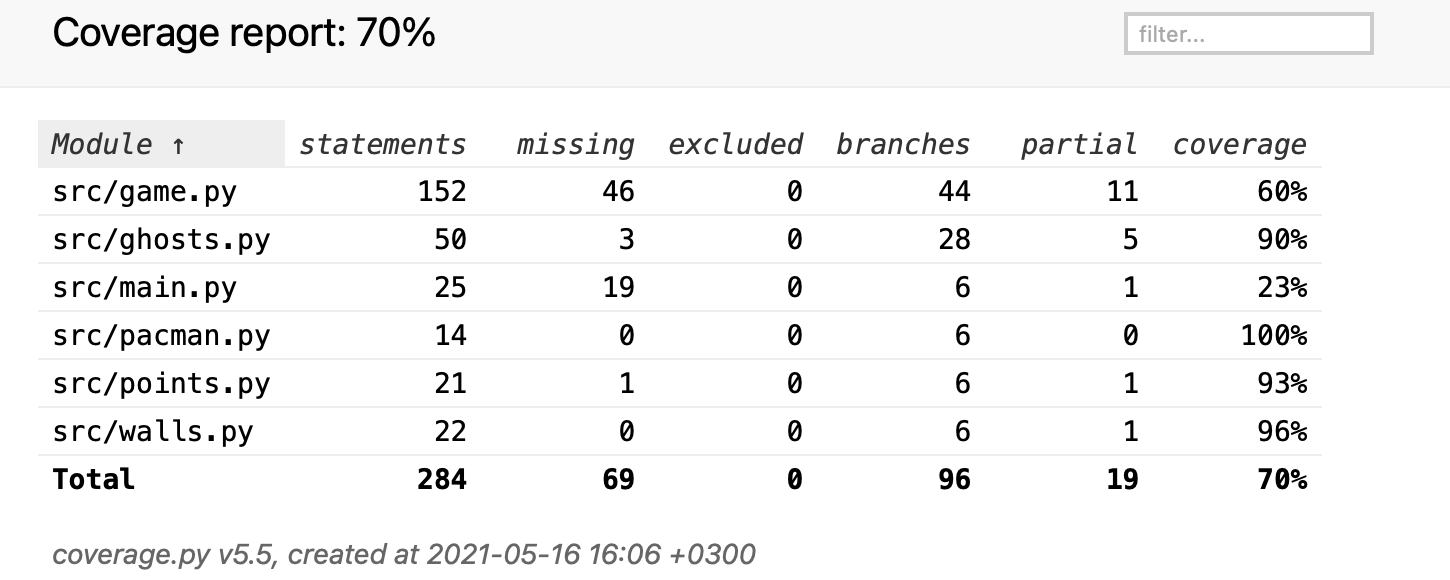 Coverage report: 70%
filter...
Module ↑ statements missing excluded branches partial coverage
src/game.py 152 46 0 44 11 60%
src/ghosts.py 50 3 0 28 5 90%
src/main.py 25 19 0 6 1 23%
src/pacman.py 14 0 0 6 0 100%
src/points.py 21 1 0 6 1 93%
src/walls.py 22 0 0 6 1 96%
Total 284 69 0 96 19 70%
coverage.py v5.5, created at 2021-05-16 16:06 +0300